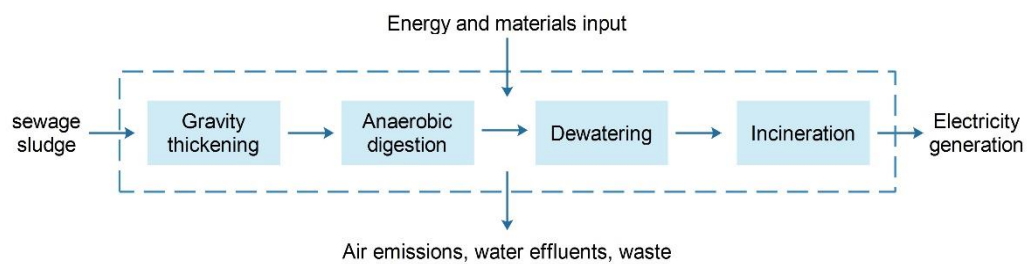 Energy and materials input
sewage
sludge
Gravity
thickening
Anaerobic
digestion
Dewatering
Incineration
Electricity
generation
Air emissions, water effluents, waste